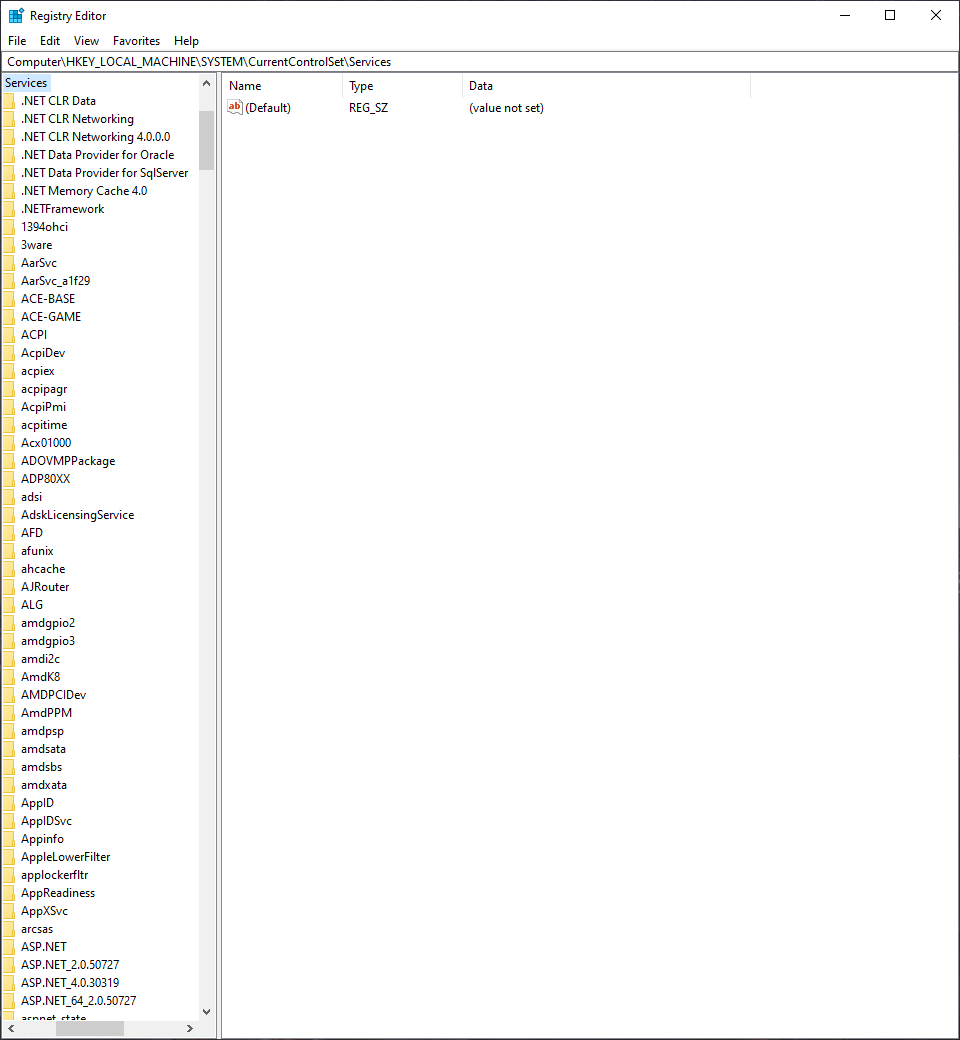 Registry Editor
File Edit View Favorites Help
Computer\HKEY_LOCAL_MACHINE\SYSTEM\CurrentControlSet\Services
Services
.NET CLR Data
.NET CLR Networking
.NET CLR Networking 4.0.0.0
.NET Data Provider for Oracle
.NET Data Provider for SqlServer
.NET Memory Cache 4.0
.NETFramework
1394ohci
3ware
AarSvc
AarSvc_a1f29
ACE-BASE
ACE-GAME
ACPI
AcpiDev
acpiex
acpipagr
AcpiPmi
acpitime
Acx01000
ADOVMPPackage
ADP80XX
adsi
AdskLicensingService
AFD
afunix
ahcache
AJRouter
ALG
amdgpio2
amdgpio3
amdi2c
AmdK8
AMDPCIDev
AmdPPM
amdpsp
amdsata
amdsbs
amdxata
AppID
AppIDSvc
Appinfo
AppleLowerFilter
applockerfltr
AppReadiness
AppXSvc
arcsas
ASP.NET
ASP.NET_2.0.50727
ASP.NET_4.0.30319
ASP.NET_64_2.0.50727
aspnet_state
Name Type Data
ab (Default) REG_SZ (value not set)